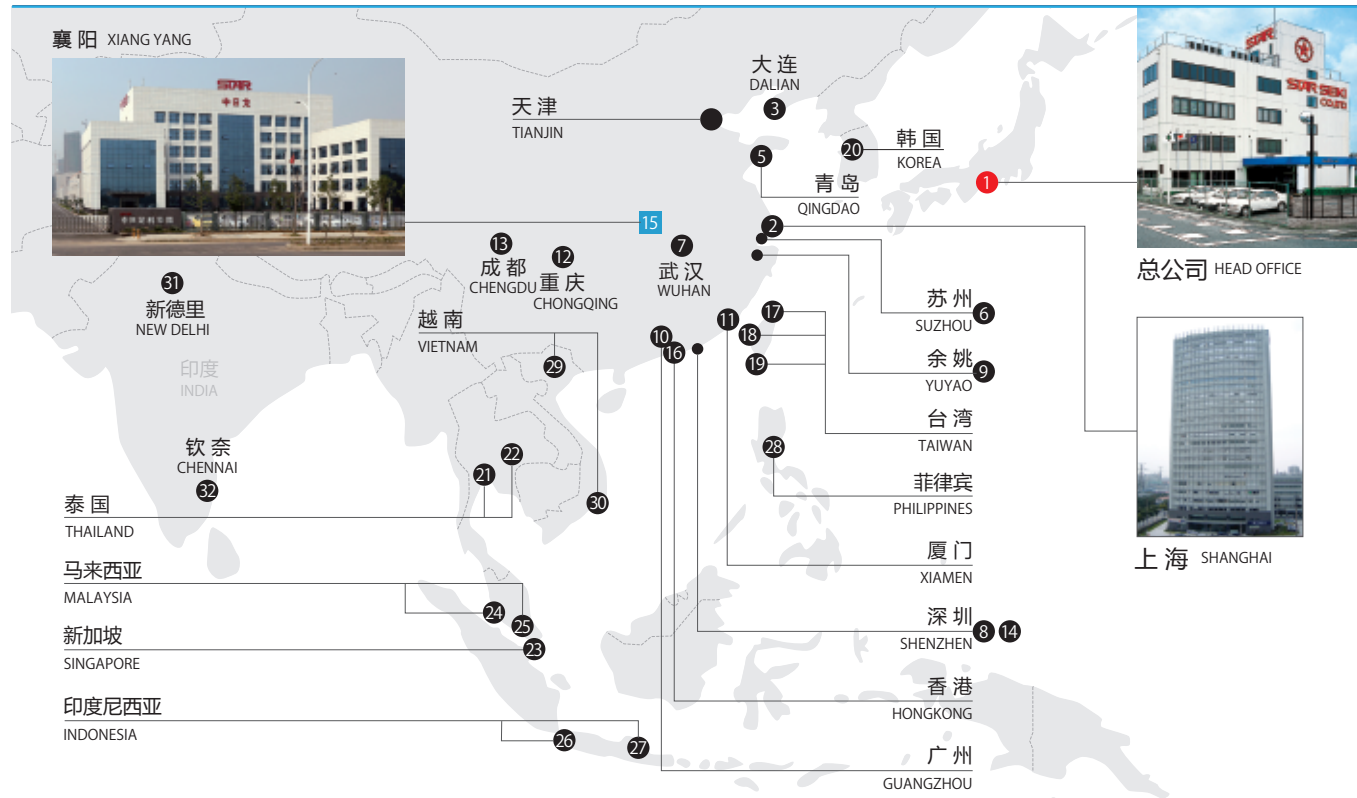 襄阳 XIANG YANG
STAR
中日龙
STAR
STAR SEIKI
CO.,LTD
总公司 HEAD OFFICE
大连
DALIAN
3
天津
TIANJIN
20
韩国
KOREA
5
青岛
QINGDAO
1
15
2
7
武汉
WUHAN
13
成都
CHENGDU
12
重庆
CHONGQING
31
新德里
NEW DELHI
印度
INDIA
越南
VIETNAM
29
30
苏州
SUZHOU
6
余姚
YUYAO
9
10
16
11
17
18
19
台湾
TAIWAN
钦奈
CHENNAI
32
21
22
泰国
THAILAND
28
菲律宾
PHILIPPINES
上海 SHANGHAI
厦门
XIAMEN
马来西亚
MALAYSIA
24
25
深圳
SHENZHEN
8 14
新加坡
SINGAPORE
23
香港
HONGKONG
印度尼西亚
INDONESIA
26
27
广州
GUANGZHOU